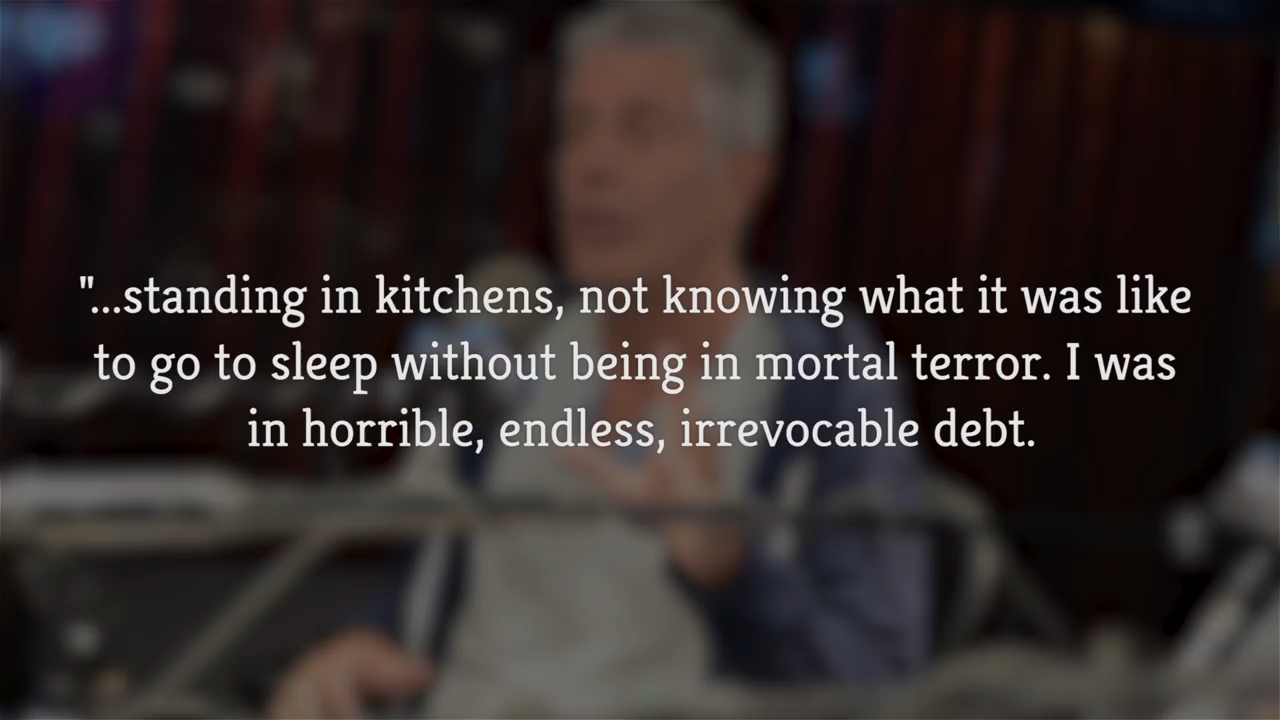 "...standing in kitchens, not knowing what it was like
to go to sleep without being in mortal terror. I was
in horrible, endless, irrevocable debt.